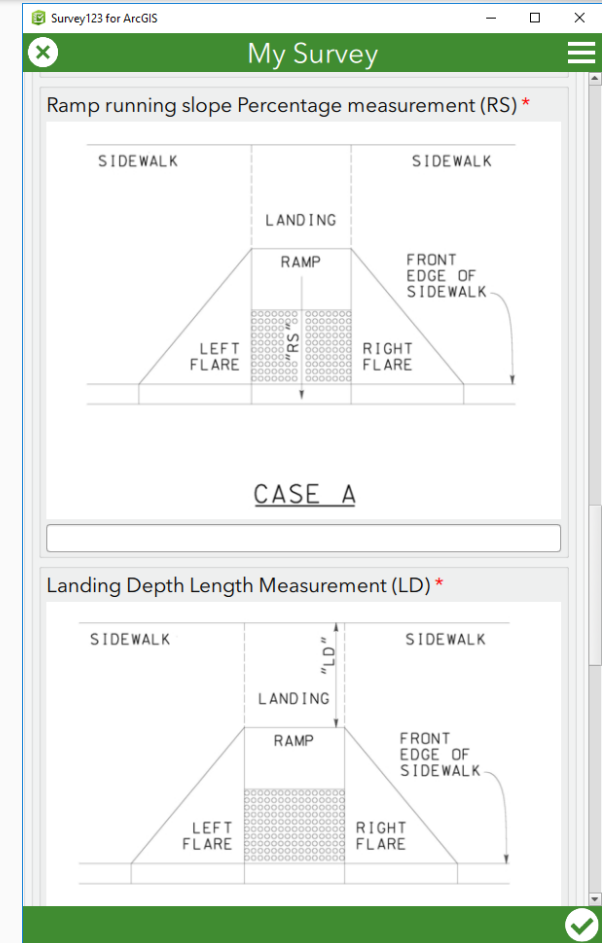 Survey123 for ArcGIS
My Survey
Ramp running slope Percentage measurement (RS) *
SIDEWALK
SIDEWALK
LANDING
RAMP
FRONT
EDGE OF
SIDEWALK
"RS"
LEFT
FLARE
RIGHT
FLARE
CASE A
Landing Depth Length Measurement (LD) *
SIDEWALK
SIDEWALK
"LD"
LANDING
RAMP
FRONT
EDGE OF
SIDEWALK
LEFT
FLARE
RIGHT
FLARE